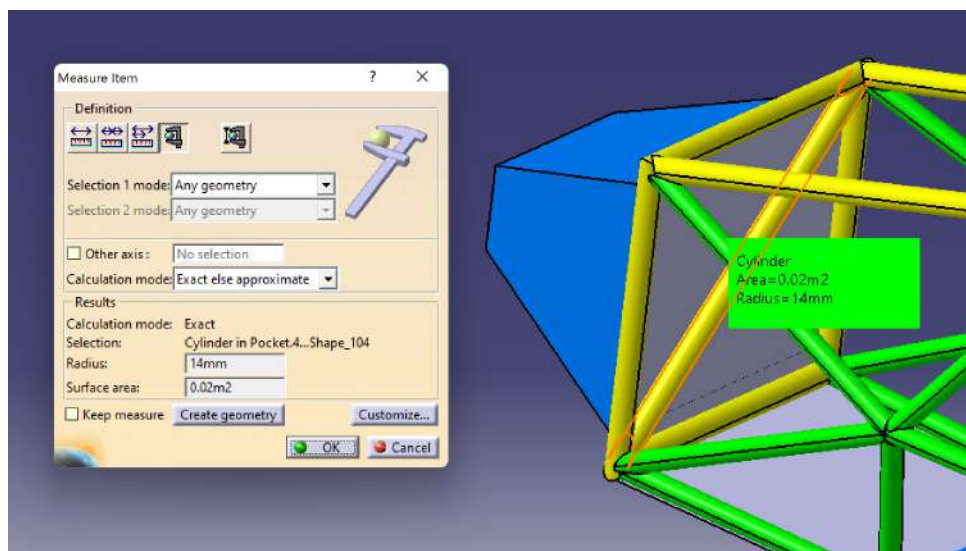 Measure Item
?
X
Definition
Selection 1 mode: Any geometry
Selection 2 mode: Any geometry
Other axis : No selection
Calculation mode: Exact else approximate
Results
Calculation mode: Exact
Selection: Cylinder in Pocket.4...Shape_104
Radius: 14mm
Surface area: 0.02m2
Keep measure Create geometry Customize...
OK Cancel
Cylinder
Area=0.02m2
Radius=14mm